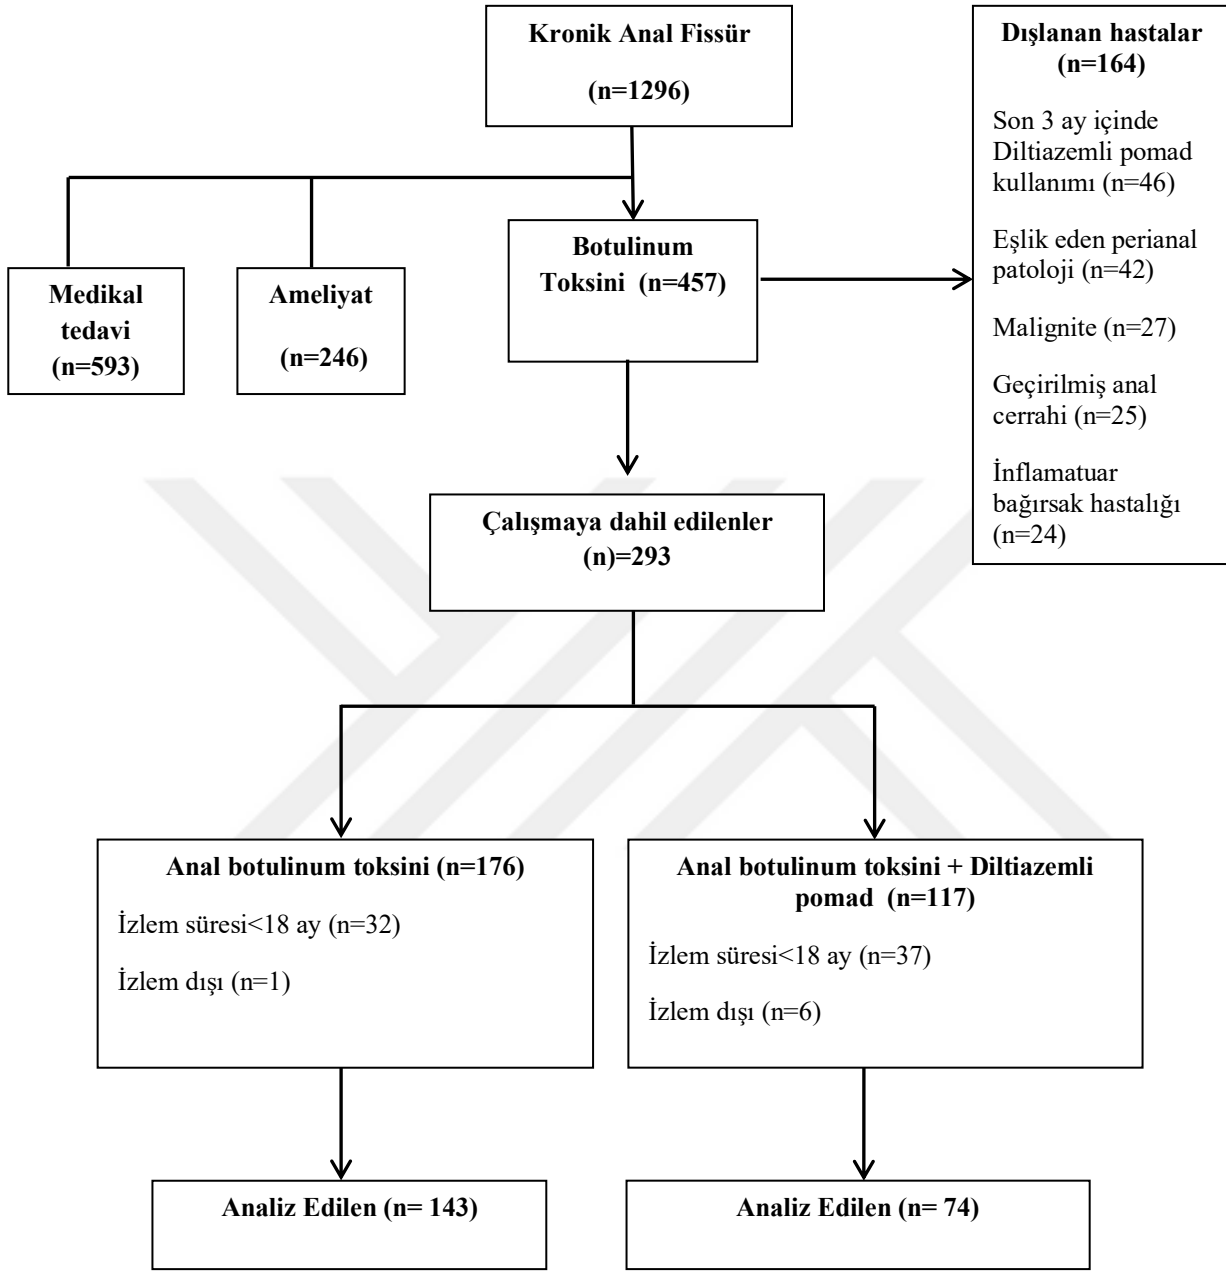 Kronik Anal Fissür
(n=1296)
Dışlanan hastalar
(n=164)
Son 3 ay içinde
Diltiazemli pomad
kullanımı (n=46)
Eşlik eden perianal
patoloji (n=42)
Malignite (n=27)
Geçirilmiş anal
cerrahi (n=25)
İnflamatuar
bağırsak hastalığı
(n=24)
Medikal
tedavi
(n=593)
Ameliyat
(n=246)
Botulinum
Toksini (n=457)
Çalışmaya dahil edilenler
(n)=293
Anal botulinum toksini (n=176)
İzlem süresi<18 ay (n=32)
İzlem dışı (n=1)
Anal botulinum toksini + Diltiazemli
pomad (n=117)
İzlem süresi<18 ay (n=37)
İzlem dışı (n=6)
Analiz Edilen (n= 143)
Analiz Edilen (n= 74)